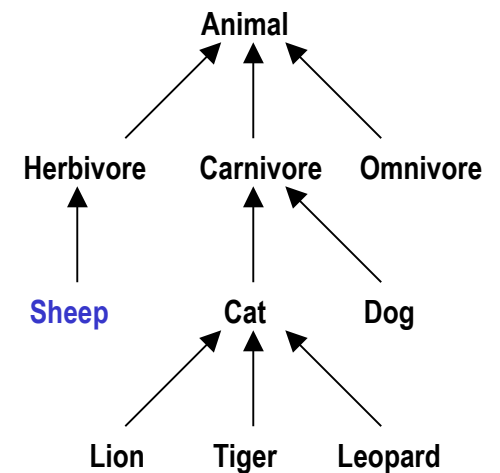 Animal
Herbivore Carnivore Omnivore
Sheep Cat Dog
Lion Tiger Leopard